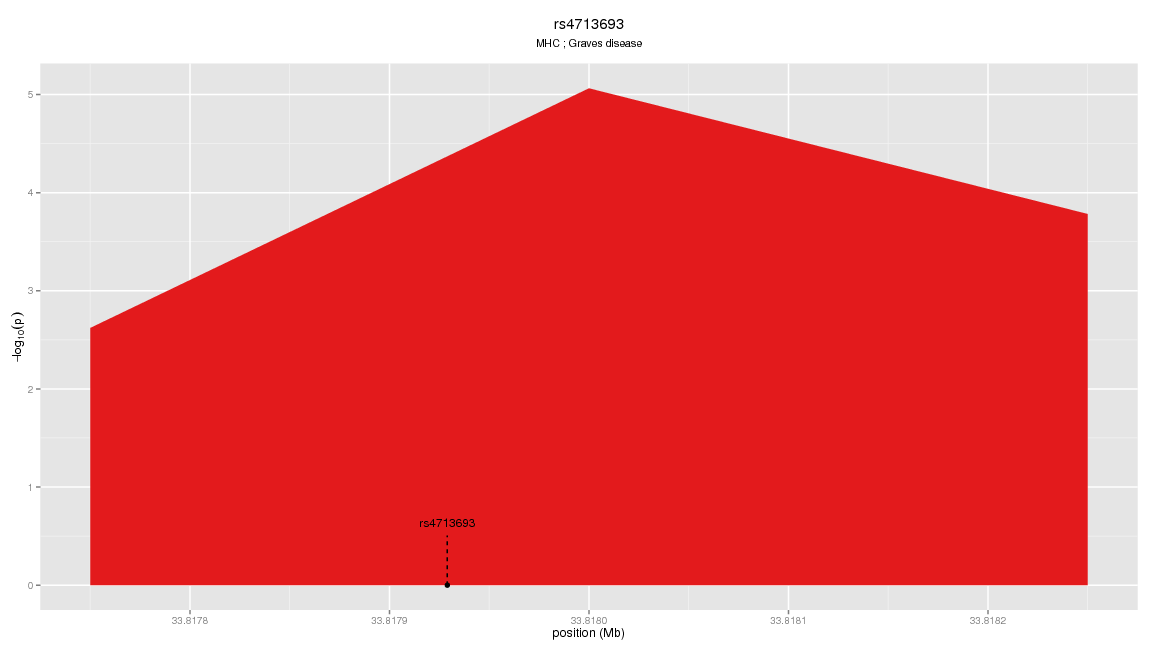 rs4713693
MHC ; Graves disease
5
4
3
2
1
0
−log10(p)
rs4713693
33.8178
33.8179
33.8180
33.8181
33.8182
position (Mb)